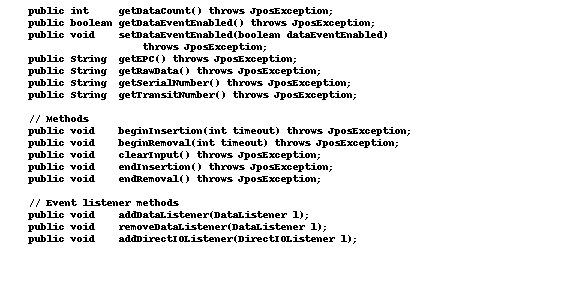 public int     getDataCount() throws JposException;
public boolean getDataEventEnabled() throws JposException;
public void    setDataEventEnabled(boolean dataEventEnabled)
                   throws JposException;
public String  getEPC() throws JposException;
public String  getRawData() throws JposException;
public String  getSerialNumber() throws JposException;
public String  getTransitNumber() throws JposException;
// Methods
public void    beginInsertion(int timeout) throws JposException;
public void    beginRemoval(int timeout) throws JposException;
public void    clearInput() throws JposException;
public void    endInsertion() throws JposException;
public void    endRemoval() throws JposException;
// Event listener methods
public void    addDataListener(DataListener l);
public void    removeDataListener(DataListener l);
public void    addDirectIOListener(DirectIOListener l);